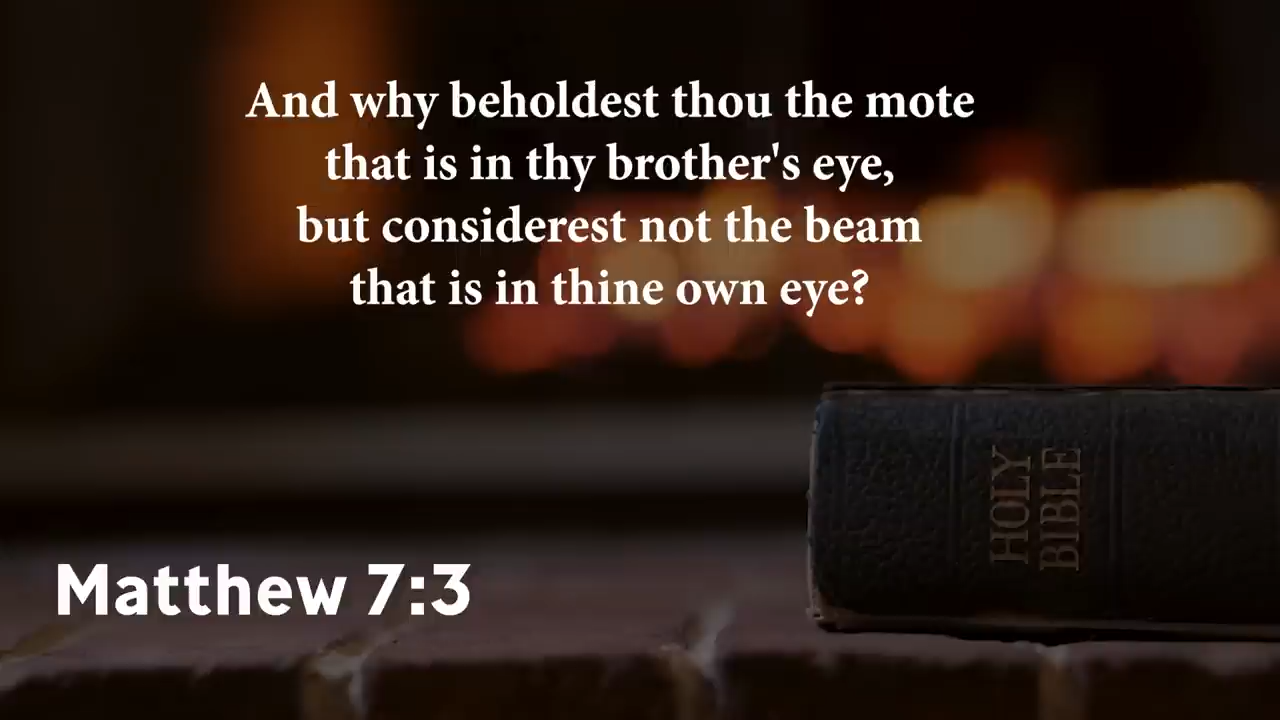 And why beholdest thou the mote
that is in thy brother's eye,
but considerest not the beam
that is in thine own eye?
HOLY
BIBLE
Matthew 7:3